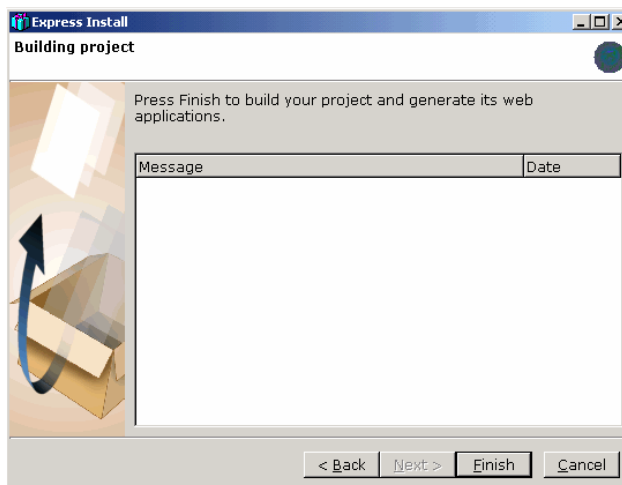 Express Install
Building project
Press Finish to build your project and generate its web
applications.
Message Date
< Back Next > Finish Cancel